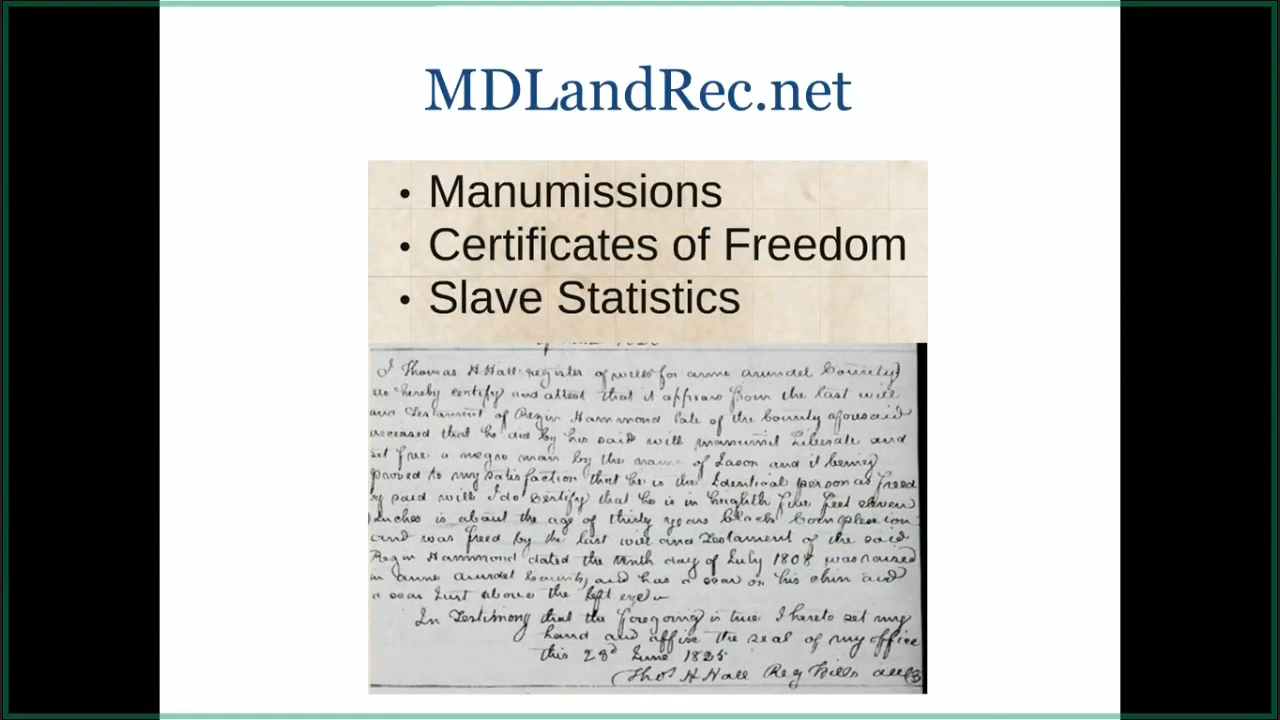 MDLandRec.net
• Manumissions
• Certificates of Freedom
• Slave Statistics
I Thomas H Hall register of wills for anne arundel County
do hereby certify and attest that it appears from the last will
and Testament of Regin Hammond late of the County aforesaid
deceased that he did by his said will manumit Liberate and
set free a negro man by the name of Jason and it being
proved to my satisfaction that he is the Identical person as freed
by said will I do Certify that he is in heighth five feet eleven
Inches is about the age of thirty years black Complexion
and was freed by the last will and Testament of the said
Regin Hammond dated the day of July 1808 was raised
in anne arundel County and has a scar on his chin and
a scar Just above the left eye
In Testimony that the foregoing is true I hereto set my
hand and affix the seal of my office
this 28d June 1825
Thos H Hall Reg Wills